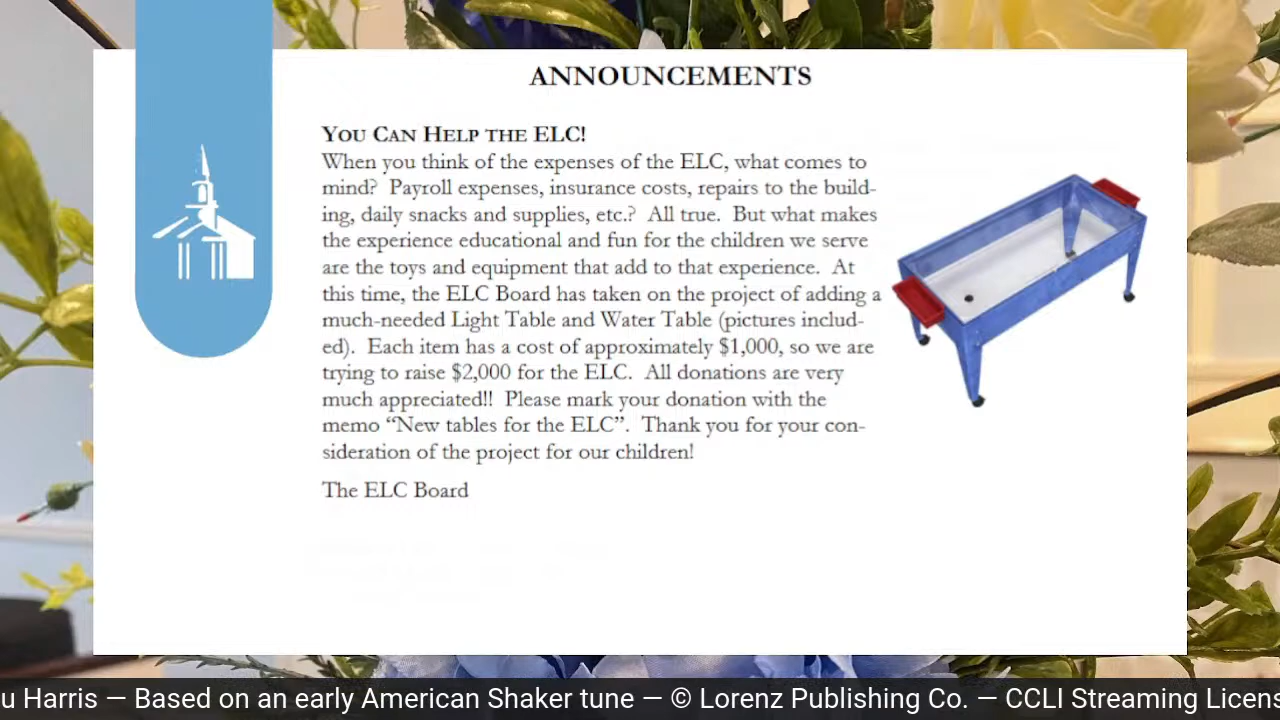 ANNOUNCEMENTS
YOU CAN HELP THE ELC!
When you think of the expenses of the ELC, what comes to
mind? Payroll expenses, insurance costs, repairs to the build-
ing, daily snacks and supplies, etc.? All true. But what makes
the experience educational and fun for the children we serve
are the toys and equipment that add to that experience. At
this time, the ELC Board has taken on the project of adding a
much-needed Light Table and Water Table (pictures includ-
ed). Each item has a cost of approximately $1,000, so we are
trying to raise $2,000 for the ELC. All donations are very
much appreciated!! Please mark your donation with the
memo “New tables for the ELC”. Thank you for your con-
sideration of the project for our children!
The ELC Board
u Harris — Based on an early American Shaker tune — © Lorenz Publishing Co. — CCLI Streaming Licens